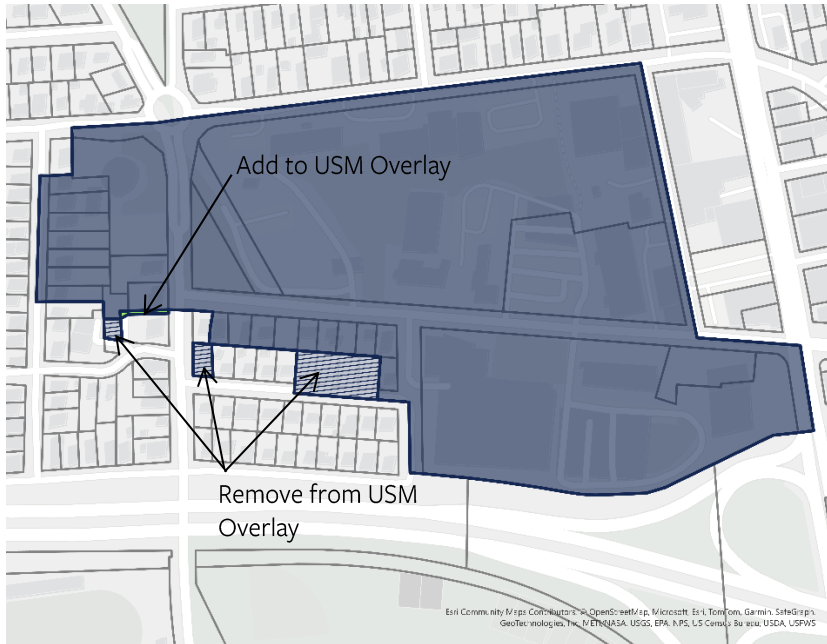 Add to USM Overlay
Remove from USM
Overlay
Esri Community Maps Contributors, © OpenStreetMap, Microsoft, Esri, TomTom, Garmin, SafeGraph,
GeoTechnologies, Inc, METI/NASA, USGS, EPA, NPS, US Census Bureau, USDA, USFWS